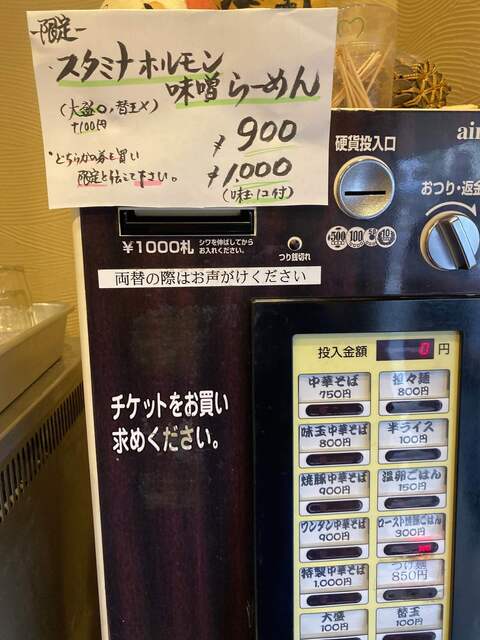 -限定-
スタミナホルモン
味噌らーめん
(大盛○、替玉×)
+100円
¥900
*どちらかの券を買い
限定と伝えて下さい。
¥1,000
(味玉1コ付)
硬貨投入口
air
おつり・返金
500 100 50 10
¥1000札
シワを伸ばしてから
お入れください。
つり銭切れ
両替の際はお声がけください
チケットをお買い
求めください。
投入金額 0 円
中華そば
750円
担々麺
800円
味玉中華そば
800円
半ライス
100円
焼豚中華そば
900円
温卵ごはん
150円
ワンタン中華そば
900円
ロースト焼豚ごはん
300円
特製中華そば
1,000円
つけ麺
850円
大盛
100円
替玉
100円